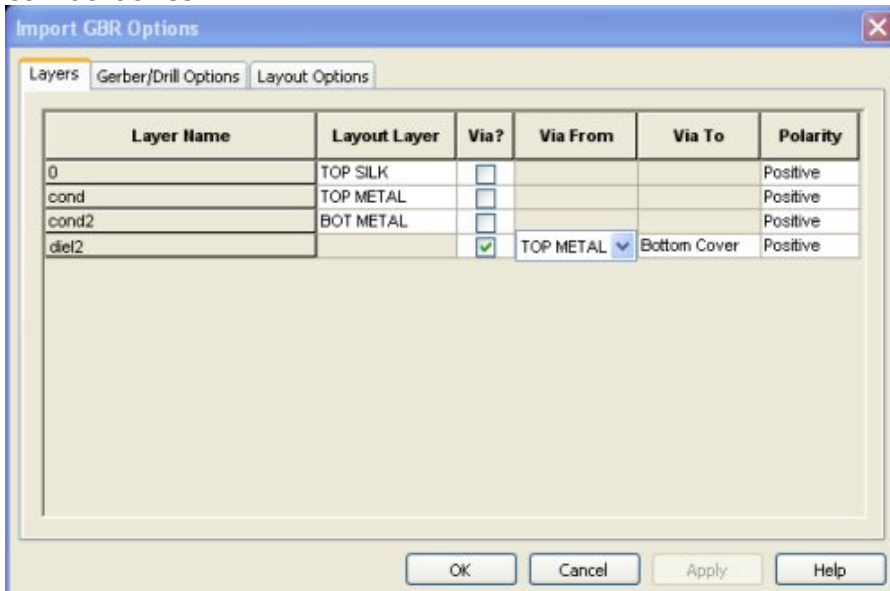 Import GBR Options
Layers Gerber/Drill Options Layout Options
Layer Name Layout Layer Via? Via From Via To Polarity
0 TOP SILK Positive
cond TOP METAL Positive
cond2 BOT METAL Positive
diel2 TOP METAL Bottom Cover Positive
OK Cancel Apply Help